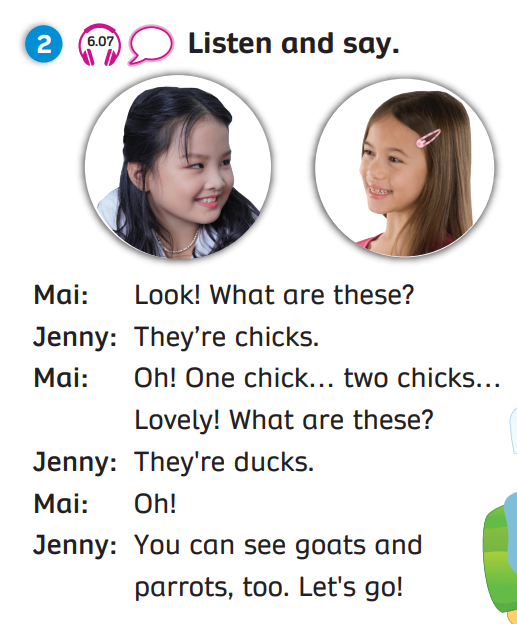 2 6.07 Listen and say.
Mai: Look! What are these?
Jenny: They’re chicks.
Mai: Oh! One chick… two chicks…
Lovely! What are these?
Jenny: They're ducks.
Mai: Oh!
Jenny: You can see goats and
parrots, too. Let's go!